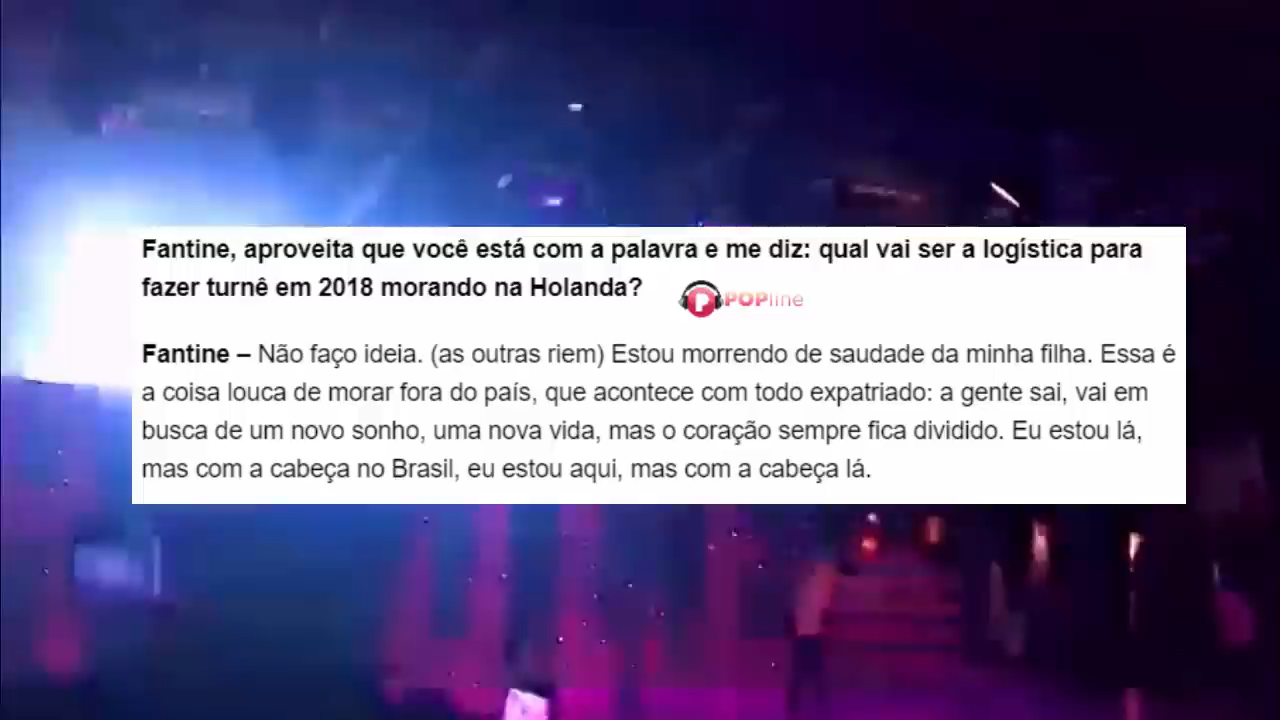 Fantine, aproveita que você está com a palavra e me diz: qual vai ser a logística para
fazer turnê em 2018 morando na Holanda?
POPline
Fantine – Não faço ideia. (as outras riem) Estou morrendo de saudade da minha filha. Essa é
a coisa louca de morar fora do país, que acontece com todo expatriado: a gente sai, vai em
busca de um novo sonho, uma nova vida, mas o coração sempre fica dividido. Eu estou lá,
mas com a cabeça no Brasil, eu estou aqui, mas com a cabeça lá.